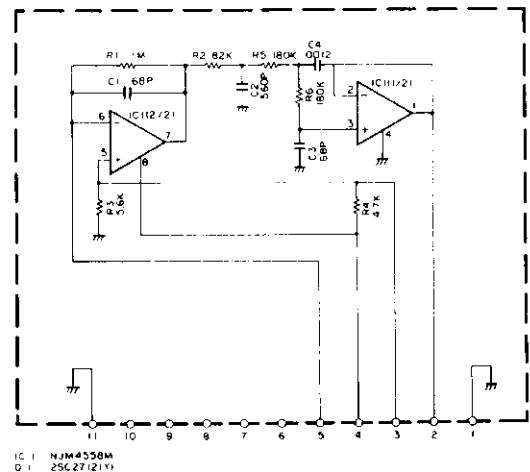 R1 1M
R2 82K
R5 180K
C4
.0012
C1 68P
C2
560P
R6
180K
IC1(1/2)
IC1(2/2)
6
7
5
8
2
1
3
4
C3
68P
R3
5.6K
R4
4.7K
11 10 9 8 7 6 5 4 3 2 1
IC 1 NJM4558M
Q 1 2SC2712(Y)